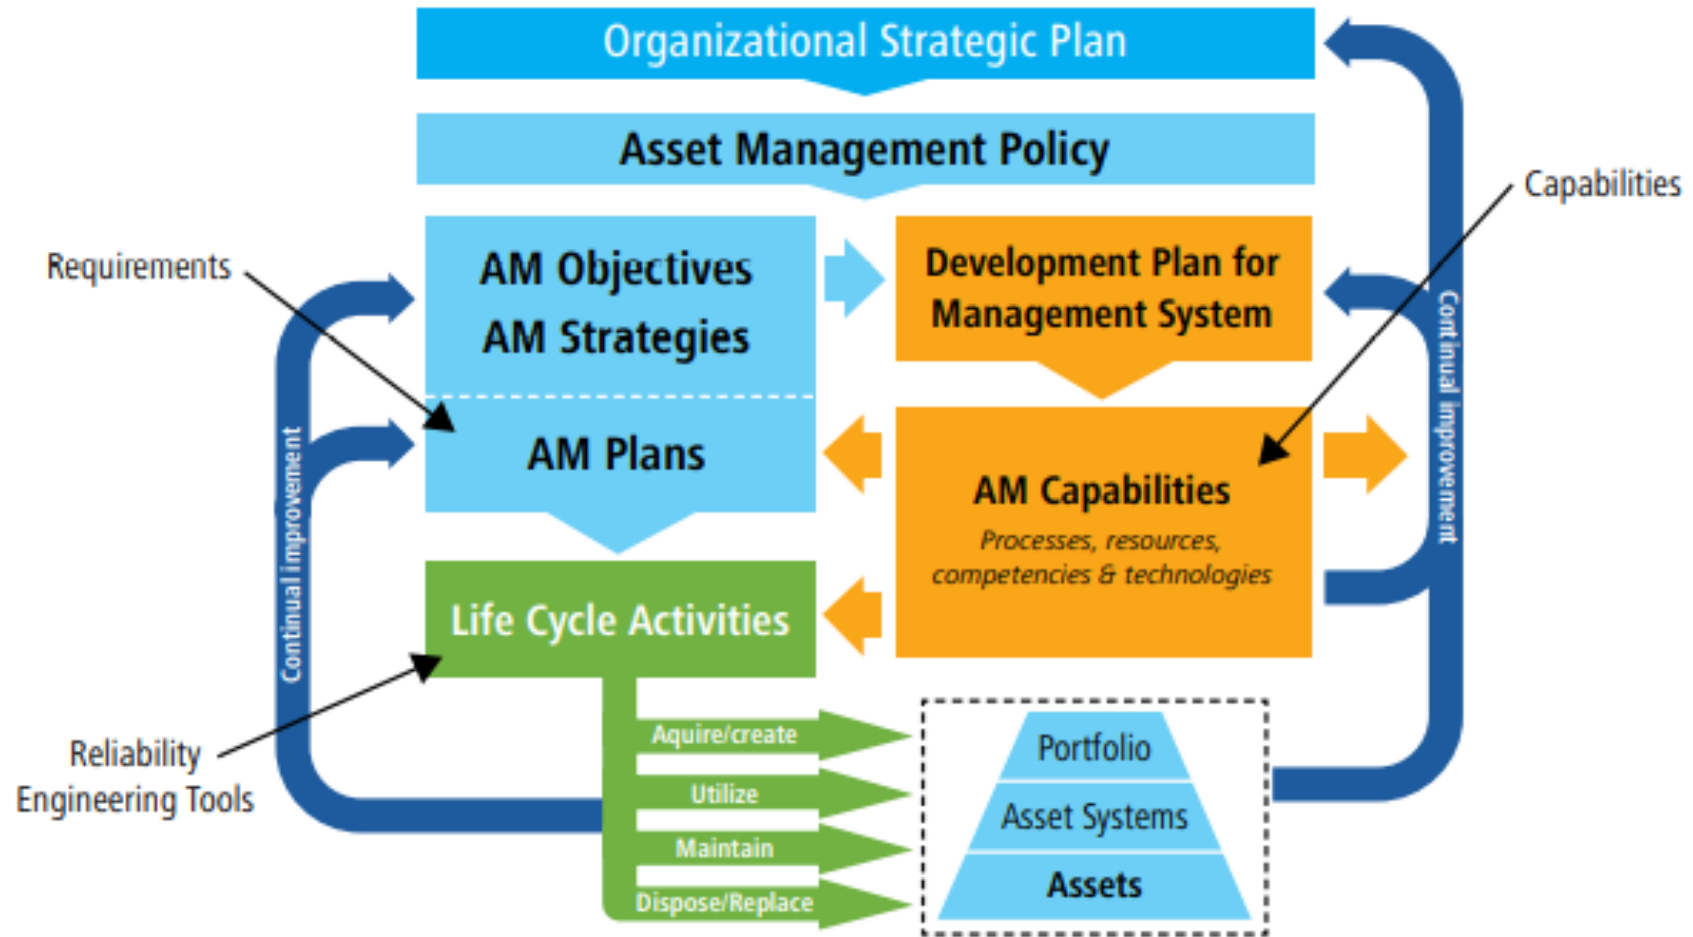 Organizational Strategic Plan
Asset Management Policy
Capabilities
Requirements
AM Objectives
AM Strategies
Development Plan for
Management System
AM Plans
AM Capabilities
Processes, resources,
competencies & technologies
Continual improvement
Continual improvement
Life Cycle Activities
Reliability
Engineering Tools
Aquire/create
Utilize
Maintain
Dispose/Replace
Portfolio
Asset Systems
Assets